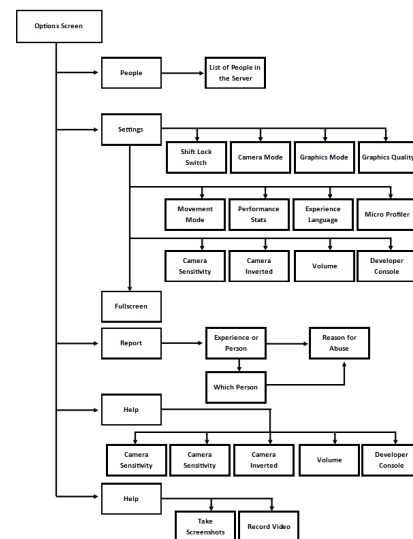 Options Screen
People
List of People in
the Server
Settings
Shift Lock
Switch
Camera Mode
Graphics Mode
Graphics Quality
Movement
Mode
Performance
Stats
Experience
Language
Micro Profiler
Camera
Sensitivity
Camera
Inverted
Volume
Developer
Console
Fullscreen
Report
Experience or
Person
Reason for
Abuse
Which Person
Help
Camera
Sensitivity
Camera
Sensitivity
Camera
Inverted
Volume
Developer
Console
Help
Take
Screenshots
Record Video